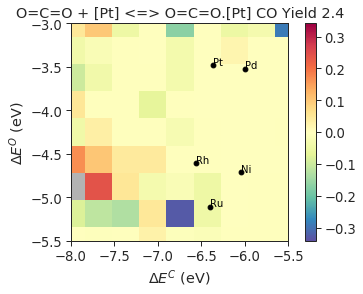 O=C=O + [Pt] <=> O=C=O.[Pt] CO Yield 2.4
−3.0
−3.5
−4.0
−4.5
−5.0
−5.5
ΔE^O (eV)
Pt
Pd
Rh
Ni
Ru
−8.0 −7.5 −7.0 −6.5 −6.0 −5.5
ΔE^C (eV)
0.3
0.2
0.1
0.0
−0.1
−0.2
−0.3